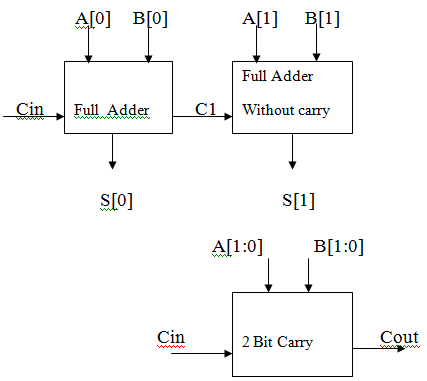 A[0] B[0] A[1] B[1]
Full Adder
Cin Full Adder C1 Without carry
S[0] S[1]
A[1:0] B[1:0]
Cin 2 Bit Carry Cout